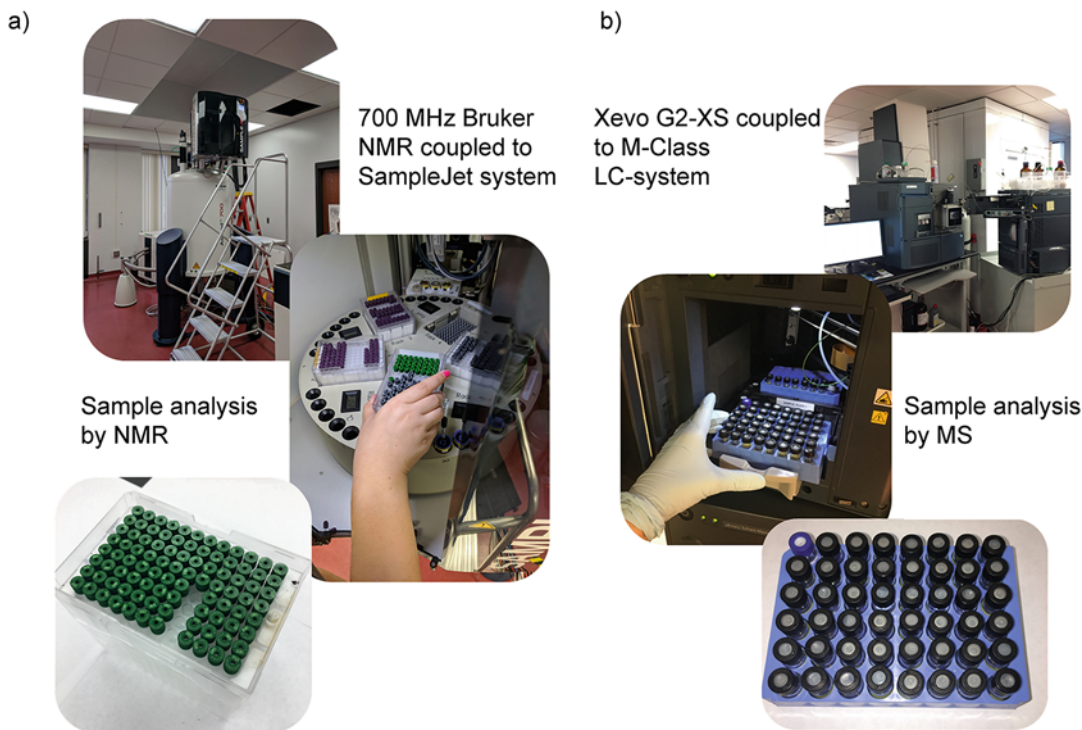 a)
700 MHz Bruker
NMR coupled to
SampleJet system
Sample analysis
by NMR
b)
Xevo G2-XS coupled
to M-Class
LC-system
Sample analysis
by MS
700